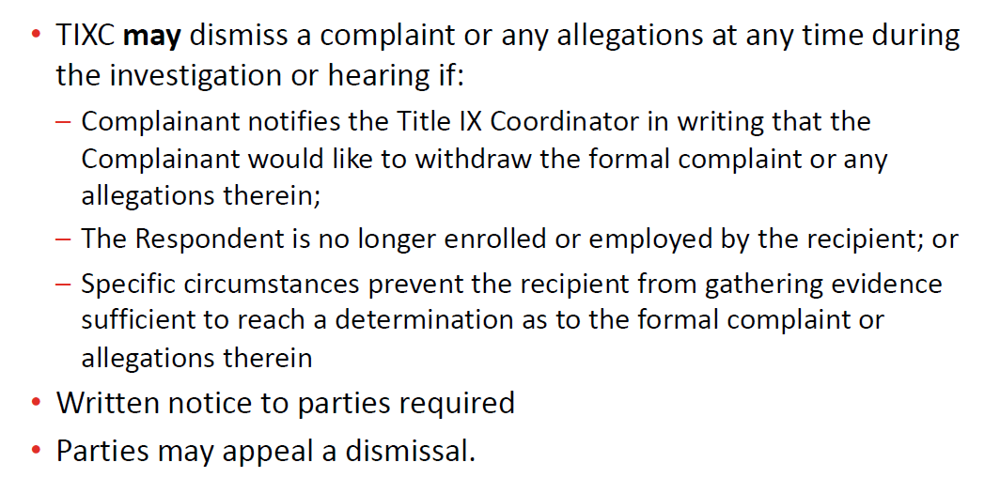 • TIXC may dismiss a complaint or any allegations at any time during
the investigation or hearing if:
– Complainant notifies the Title IX Coordinator in writing that the
Complainant would like to withdraw the formal complaint or any
allegations therein;
– The Respondent is no longer enrolled or employed by the recipient; or
– Specific circumstances prevent the recipient from gathering evidence
sufficient to reach a determination as to the formal complaint or
allegations therein
• Written notice to parties required
• Parties may appeal a dismissal.